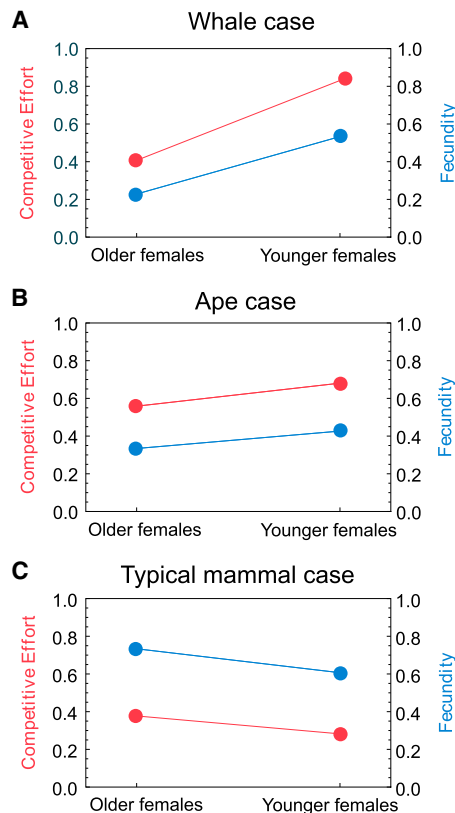 A
Whale case
Competitive Effort
1.0
0.8
0.6
0.4
0.2
0.0
1.0
0.8
0.6
0.4
0.2
0.0
Fecundity
Older females
Younger females
B
Ape case
Competitive Effort
1.0
0.8
0.6
0.4
0.2
0.0
1.0
0.8
0.6
0.4
0.2
0.0
Fecundity
Older females
Younger females
C
Typical mammal case
Competitive Effort
1.0
0.8
0.6
0.4
0.2
0.0
1.0
0.8
0.6
0.4
0.2
0.0
Fecundity
Older females
Younger females